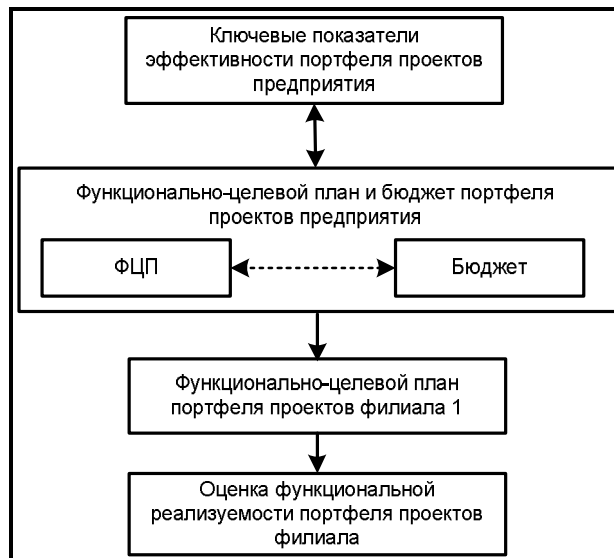 Ключевые показатели
эффективности портфеля проектов
предприятия
Функционально-целевой план и бюджет портфеля
проектов предприятия
ФЦП
Бюджет
Функционально-целевой план
портфеля проектов филиала 1
Оценка функциональной
реализуемости портфеля проектов
филиала